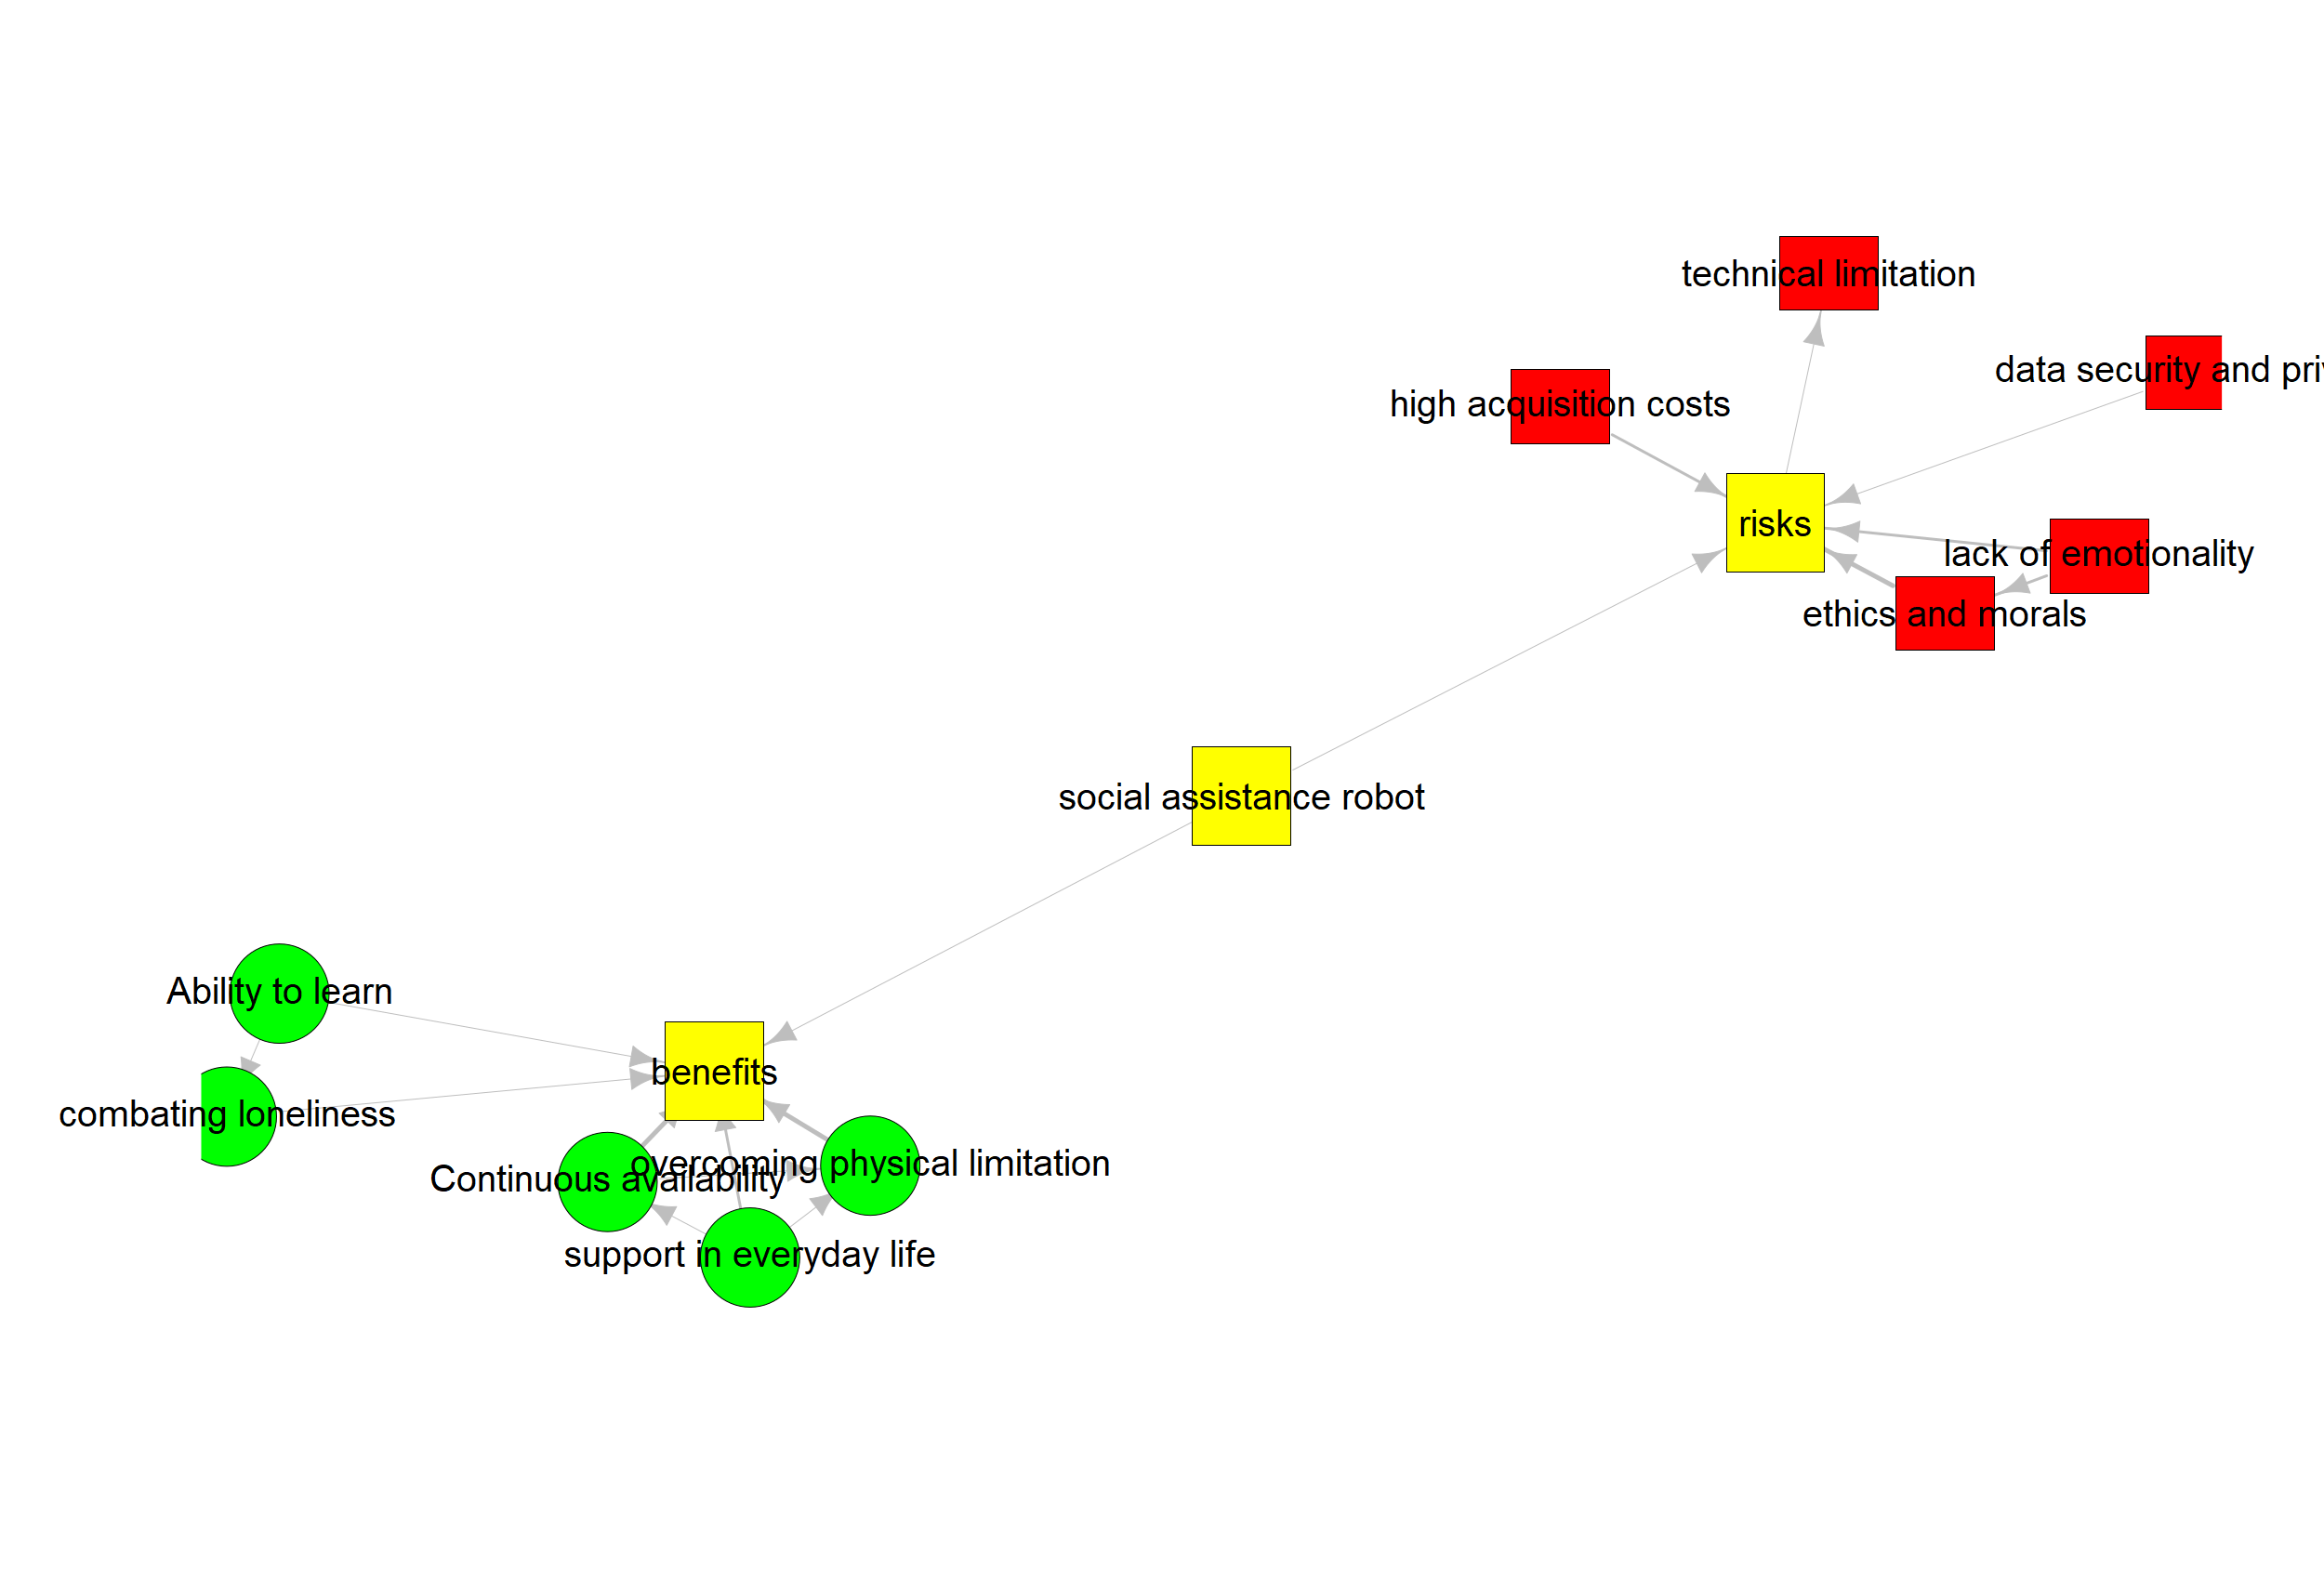 technical limitation
data security and
high acquisition costs
risks
lack of emotionality
ethics and morals
social assistance robot
Ability to learn
benefits
combating loneliness
overcoming physical limitation
Continuous availability
support in everyday life